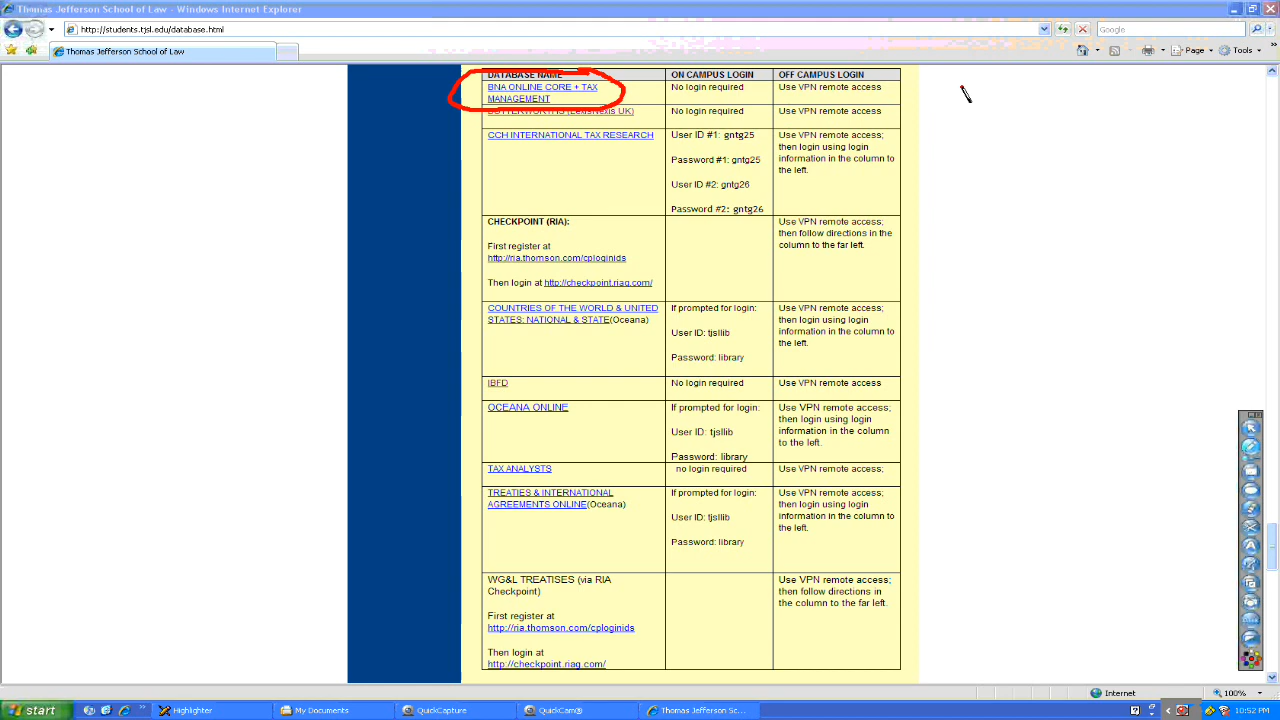 Thomas Jefferson School of Law - Windows Internet Explorer
http://students.tjsl.edu/database.html
Google
Thomas Jefferson School of Law
Page
Tools
DATABASE NAME
ON CAMPUS LOGIN
OFF CAMPUS LOGIN
BNA ONLINE CORE + TAX
MANAGEMENT
No login required
Use VPN remote access
BUTTERWORTHS (LexisNexis UK)
No login required
Use VPN remote access
CCH INTERNATIONAL TAX RESEARCH
User ID #1: gntg25
Password #1: gntg25
User ID #2: gntg26
Password #2: gntg26
Use VPN remote access;
then login using login
information in the column to
the left.
CHECKPOINT (RIA):
First register at
http://ria.thomson.com/cploginids
Then login at http://checkpoint.riag.com/
Use VPN remote access;
then follow directions in the
column to the far left.
COUNTRIES OF THE WORLD & UNITED
STATES: NATIONAL & STATE(Oceana)
If prompted for login:
User ID: tjsllib
Password: library
Use VPN remote access;
then login using login
information in the column to
the left.
IBFD
No login required
Use VPN remote access
OCEANA ONLINE
If prompted for login:
User ID: tjsllib
Password: library
Use VPN remote access;
then login using login
information in the column
to the left.
TAX ANALYSTS
no login required
Use VPN remote access;
TREATIES & INTERNATIONAL
AGREEMENTS ONLINE(Oceana)
If prompted for login:
User ID: tjsllib
Password: library
Use VPN remote access;
then login using login
information in the column to
the left.
WG&L TREATISES (via RIA
Checkpoint)
First register at
http://ria.thomson.com/cploginids
Then login at
http://checkpoint.riag.com/
Use VPN remote access;
then follow directions in
the column to the far left.
Internet
100%
start
Highlighter
My Documents
QuickCapture
QuickCam®
Thomas Jefferson Sc...
10:52 PM